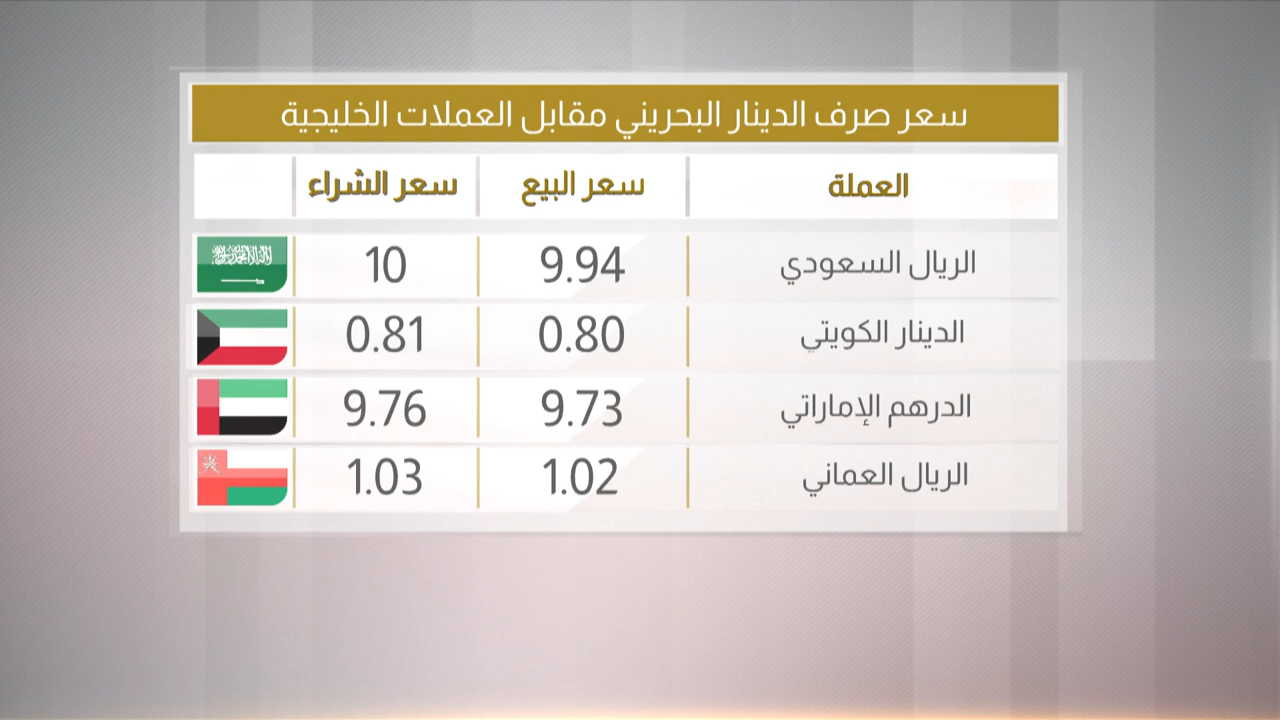 سعر صرف الدينار البحريني مقابل العملات الخليجية
العملة سعر البيع سعر الشراء
الريال السعودي 9.94 10
الدينار الكويتي 0.80 0.81
الدرهم الإماراتي 9.73 9.76
الريال العماني 1.02 1.03